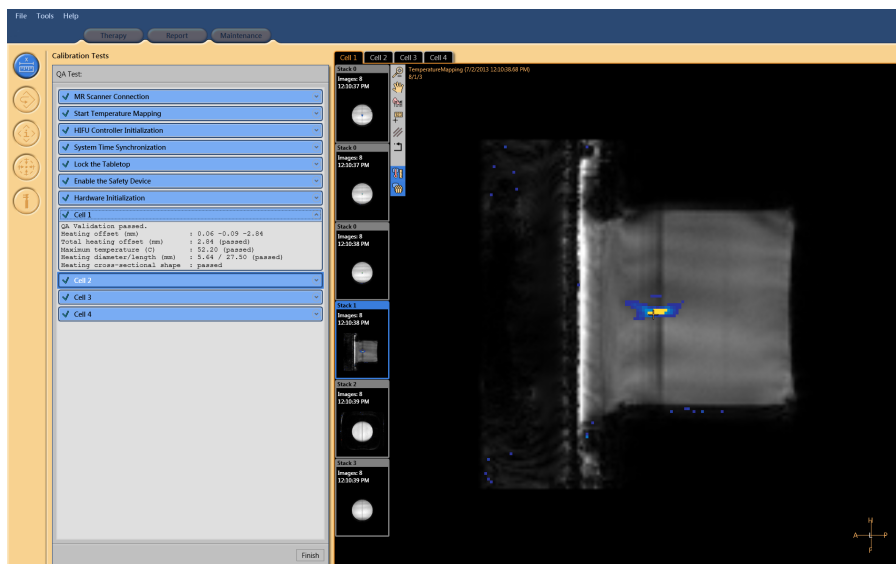 File Tools Help
Therapy Report Maintenance
Calibration Tests
QA Test:
MR Scanner Connection
Start Temperature Mapping
HIFU Controller Initialization
System Time Synchronization
Lock the Tabletop
Enable the Safety Device
Hardware Initialization
Cell 1
QA Validation passed.
Heating offset (mm) : 0.06 -0.09 -2.84
Total heating offset (mm) : 2.84 (passed)
Maximum temperature (C) : 52.20 (passed)
Heating diameter/length (mm) : 5.64 / 27.50 (passed)
Heating cross-sectional shape : passed
Cell 2
Cell 3
Cell 4
Finish
Cell 1 Cell 2 Cell 3 Cell 4
Stack 0
Images: 8
12:10:37 PM
Stack 0
Images: 8
12:10:37 PM
Stack 0
Images: 8
12:10:38 PM
Stack 1
Images: 8
12:10:38 PM
Stack 2
Images: 8
12:10:39 PM
Stack 3
Images: 8
12:10:39 PM
TemperatureMapping (7/2/2013 12:10:38.68 PM)
8/1/3
H
A L P
F